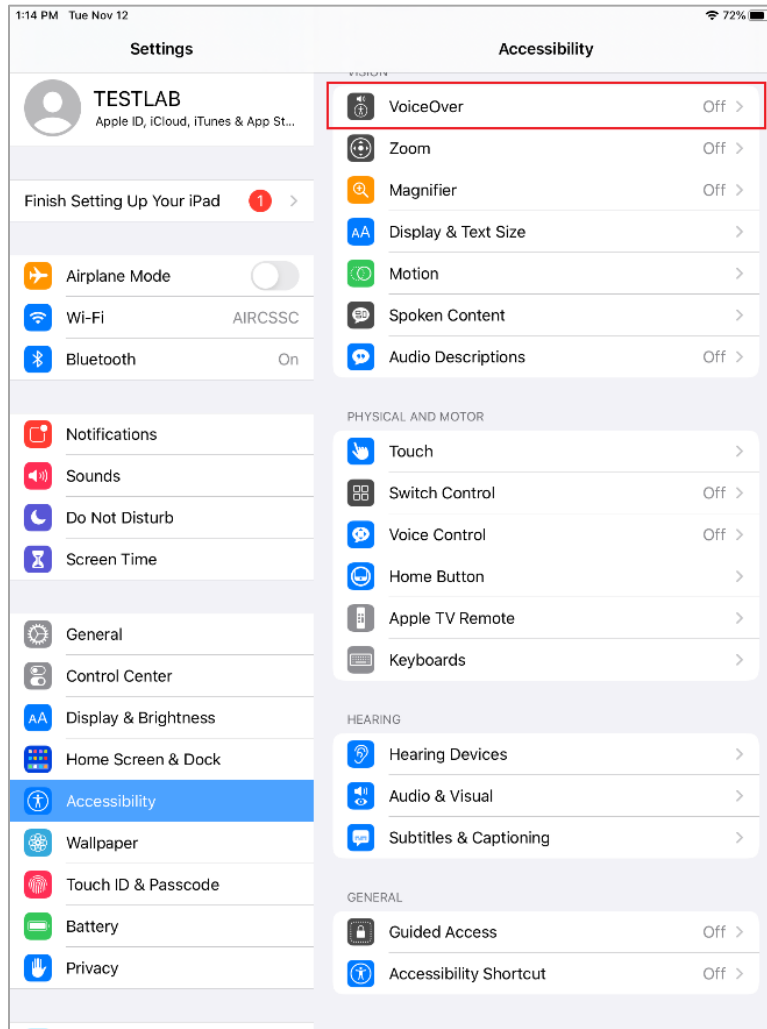 1:14 PM Tue Nov 12
72%
Settings
TESTLAB
Apple ID, iCloud, iTunes & App St...
Finish Setting Up Your iPad 1
Airplane Mode
Wi-Fi AIRCSSC
Bluetooth On
Notifications
Sounds
Do Not Disturb
Screen Time
General
Control Center
AA Display & Brightness
Home Screen & Dock
Accessibility
Wallpaper
Touch ID & Passcode
Battery
Privacy
Accessibility
VISION
VoiceOver Off
Zoom Off
Magnifier Off
AA Display & Text Size
Motion
Spoken Content
Audio Descriptions Off
PHYSICAL AND MOTOR
Touch
Switch Control Off
Voice Control Off
Home Button
Apple TV Remote
Keyboards
HEARING
Hearing Devices
Audio & Visual
Subtitles & Captioning
GENERAL
Guided Access Off
Accessibility Shortcut Off